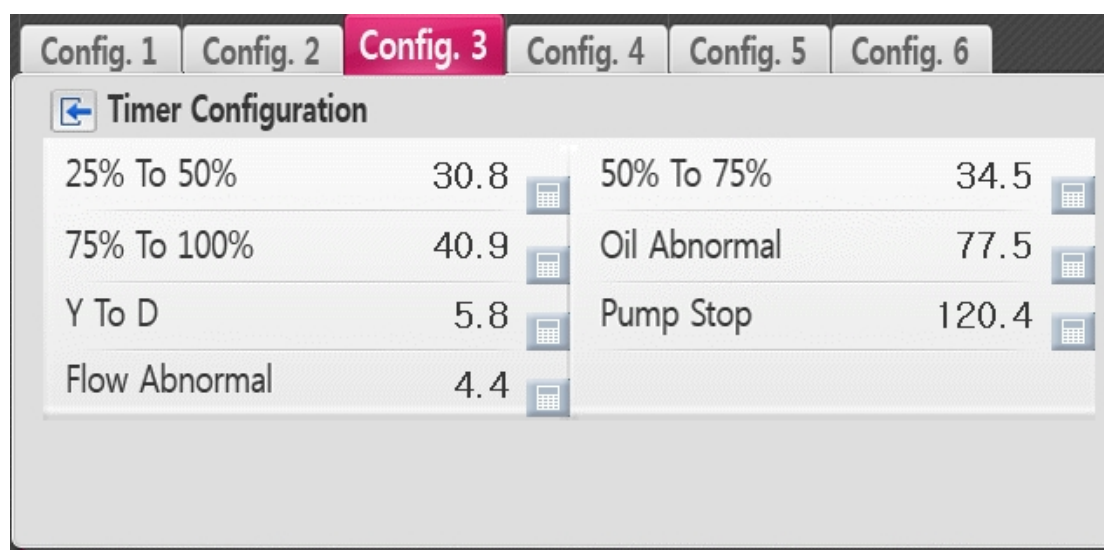 Config. 1 Config. 2 Config. 3 Config. 4 Config. 5 Config. 6
Timer Configuration
25% To 50% 30.8 50% To 75% 34.5
75% To 100% 40.9 Oil Abnormal 77.5
Y To D 5.8 Pump Stop 120.4
Flow Abnormal 4.4